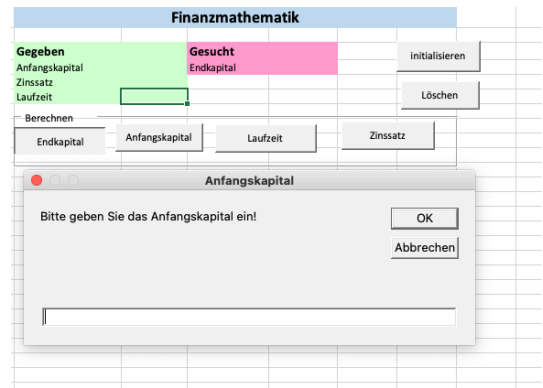 Finanzmathematik
Gegeben Gesucht
initialisieren
Anfangskapital Endkapital
Zinssatz
Laufzeit
Löschen
Berechnen
Endkapital Anfangskapital Laufzeit Zinssatz
Anfangskapital
Bitte geben Sie das Anfangskapital ein!
OK
Abbrechen